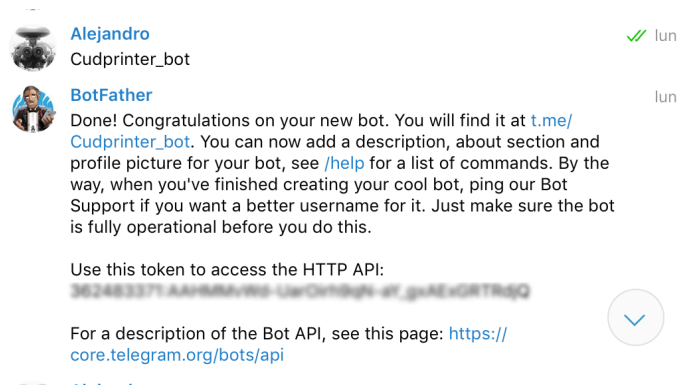 Alejandro
lun
Cudprinter_bot
BotFather
lun
Done! Congratulations on your new bot. You will find it at t.me/
Cudprinter_bot. You can now add a description, about section and
profile picture for your bot, see /help for a list of commands. By the
way, when you've finished creating your cool bot, ping our Bot
Support if you want a better username for it. Just make sure the bot
is fully operational before you do this.
Use this token to access the HTTP API:
For a description of the Bot API, see this page: https://
core.telegram.org/bots/api